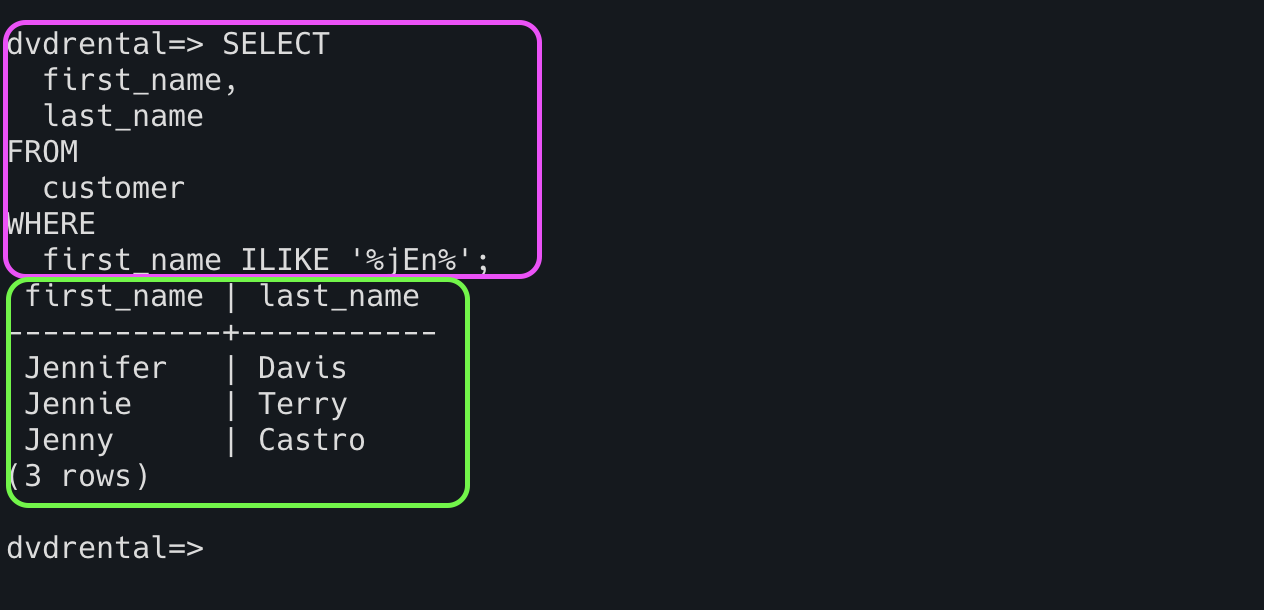 dvdrental=> SELECT
  first_name,
  last_name
FROM
  customer
WHERE
  first_name ILIKE '%jEn%';
 first_name | last_name
------------+-----------
 Jennifer   | Davis
 Jennie     | Terry
 Jenny      | Castro
(3 rows)
dvdrental=>